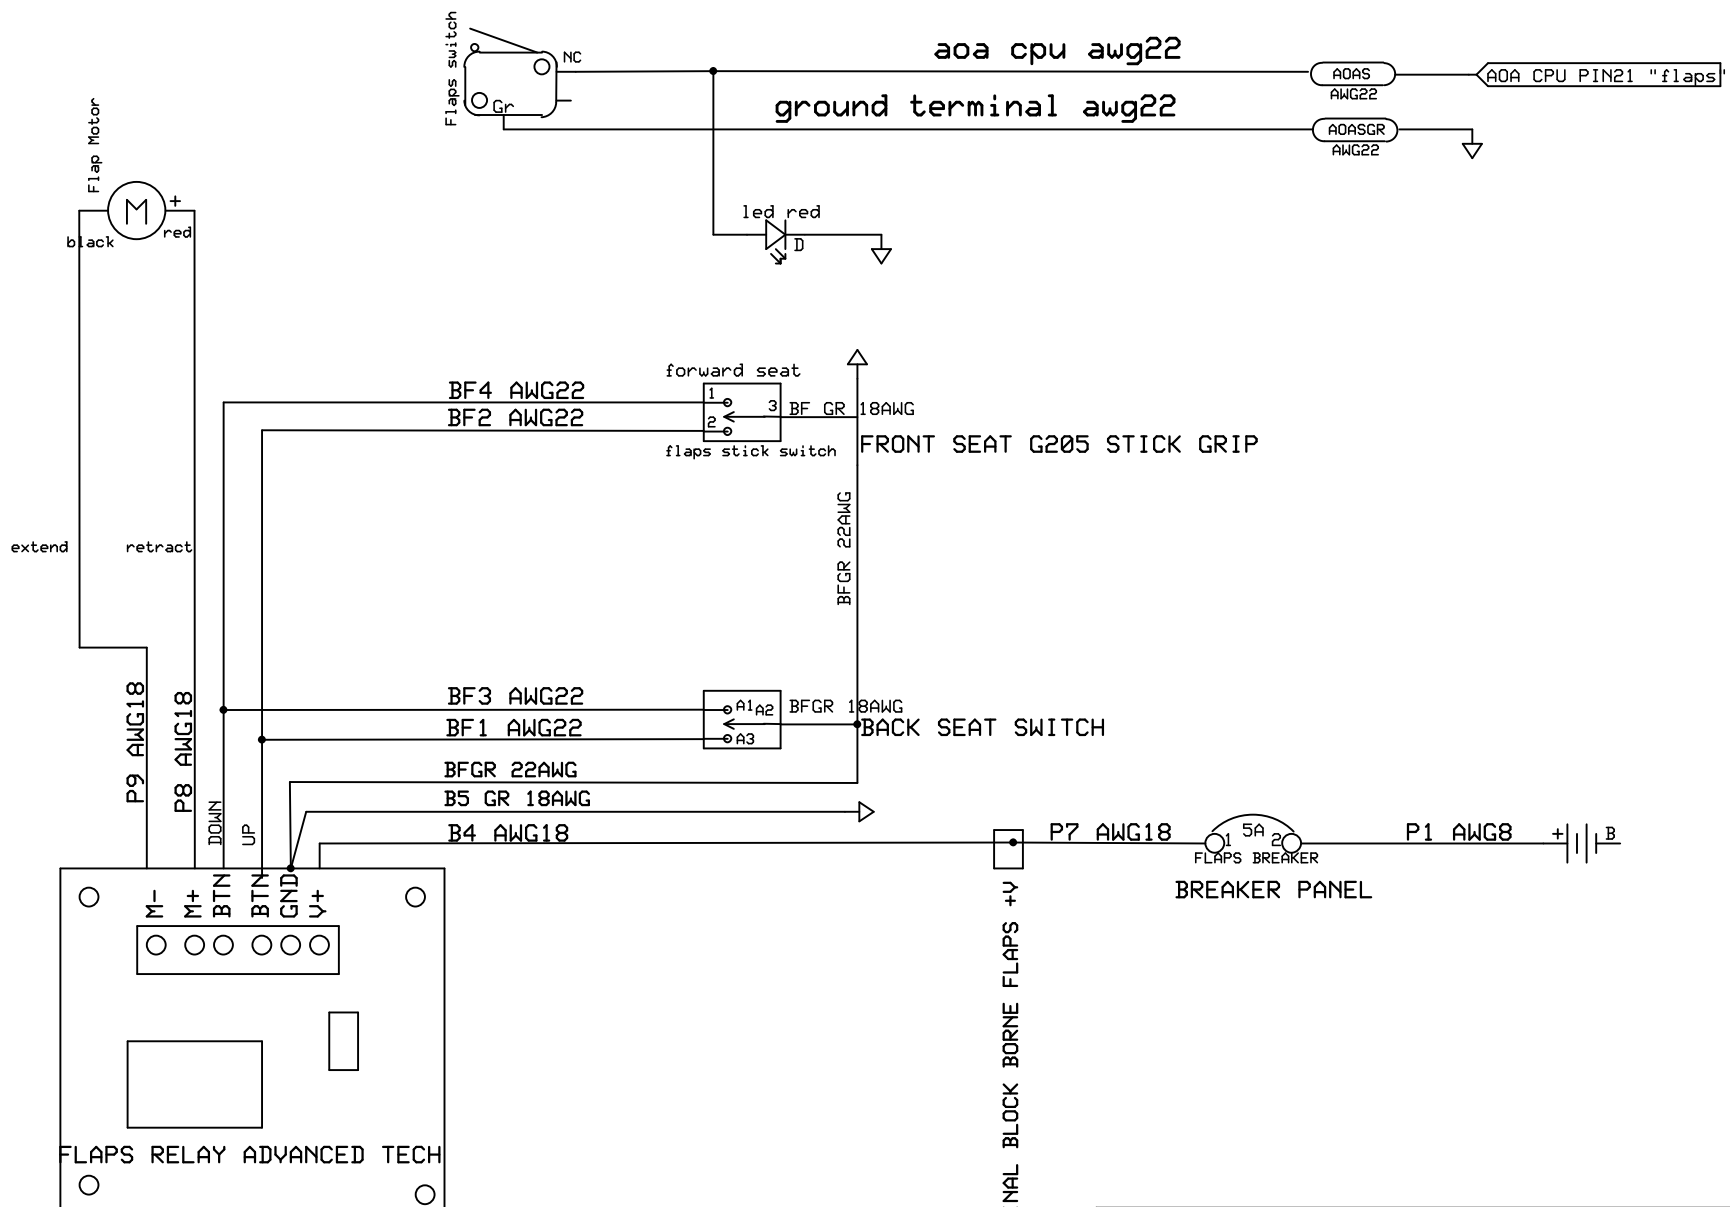 Flaps switch
NC
Gr
aoa cpu awg22
AOAS
AWG22
AOA CPU PIN21 "flaps"
ground terminal awg22
AOASGR
AWG22
Flap Motor
M
+
black
red
led red
D
forward seat
BF4 AWG22
BF2 AWG22
1
2
3
BF GR 18AWG
flaps stick switch
FRONT SEAT G205 STICK GRIP
BFGR 22AWG
extend
retract
BF3 AWG22
BF1 AWG22
A1
A2
A3
BFGR 18AWG
BACK SEAT SWITCH
P9 AWG18
P8 AWG18
DOWN
UP
BFGR 22AWG
B5 GR 18AWG
B4 AWG18
P7 AWG18
1
5A
2
FLAPS BREAKER
P1 AWG8
+
B
BREAKER PANEL
M-
M+
BTN
BTN
GND
V+
NAL BLOCK BORNE FLAPS +V
FLAPS RELAY ADVANCED TECH